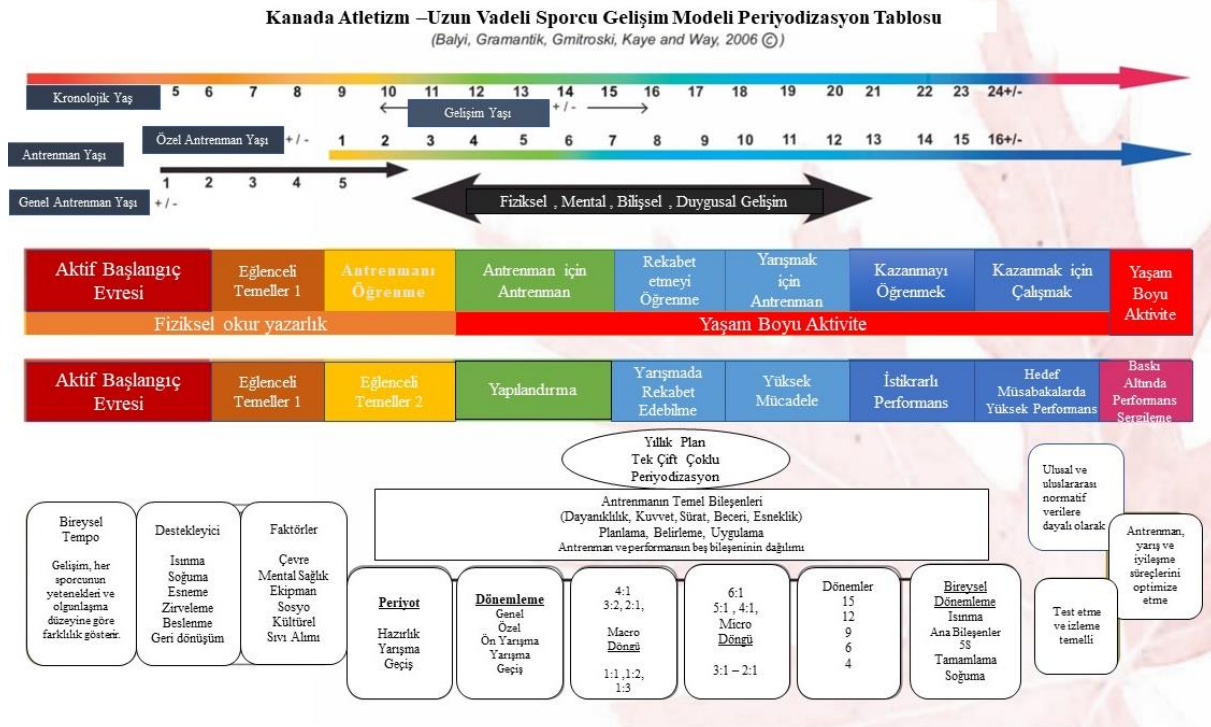 Kanada Atletizm –Uzun Vadeli Sporcu Gelişim Modeli Periyodizasyon Tablosu
(Balyi, Gramantik, Gmitroski, Kaye and Way, 2006 ©)
Kronolojik Yaş
5 6 7 8 9 10 11 12 13 14 15 16 17 18 19 20 21 22 23 24+/-
Gelişim Yaşı
+/-
Özel Antrenman Yaşı
+/-
Antrenman Yaşı
1 2 3 4 5 6 7 8 9 10 11 12 13 14 15 16+/-
Genel Antrenman Yaşı
1 2 3 4 5
+/-
Fiziksel , Mental , Bilişsel , Duygusal Gelişim
Aktif Başlangıç
Evresi
Eğlenceli
Temeller 1
Antrenmanı
Öğrenme
Antrenman için
Antrenman
Rekabet
etmeyi
Öğrenme
Yarışmak
için
Antrenman
Kazanmayı
Öğrenmek
Kazanmak için
Çalışmak
Yaşam
Boyu
Aktivite
Fiziksel okur yazarlık
Yaşam Boyu Aktivite
Aktif Başlangıç
Evresi
Eğlenceli
Temeller 1
Eğlenceli
Temeller 2
Yapılandırma
Yarışmada
Rekabet
Edebilme
Yüksek
Mücadele
İstikrarlı
Performans
Hedef
Müsabakalarda
Yüksek Performans
Baskı
Altında
Performans
Sergileme
Yıllık Plan
Tek Çift Çoklu
Periyodizasyon
Antrenmanın Temel Bileşenleri
(Dayanıklılık, Kuvvet, Sürat, Beceri, Esneklik)
Planlama, Belirleme, Uygulama
Antrenman ve performansın beş bileşeninin dağılımı
Bireysel
Tempo
Gelişim, her
sporcunun
yetenekleri ve
olgunlaşma
düzeyine göre
farklılık gösterir.
Destekleyici
Isınma
Soğuma
Esneme
Zirveleme
Beslenme
Geri dönüşüm
Faktörler
Çevre
Mental Sağlık
Ekipman
Sosyo
Kültürel
Sıvı Alımı
Periyot
Hazırlık
Yarışma
Geçiş
Dönemleme
Genel
Özel
Ön Yarışma
Yarışma
Geçiş
4:1
3:2, 2:1,
Macro
Döngü
1:1 ,1:2,
1:3
6:1
5:1 , 4:1,
Micro
Döngü
3:1 – 2:1
Dönemler
15
12
9
6
4
Bireysel
Dönemleme
Isınma
Ana Bileşenler
5S
Tamamlama
Soğuma
Ulusal ve
uluslararası
normatif
verilere
dayalı olarak
Antrenman,
yarış ve
iyileşme
süreçlerini
optimize
etme
Test etme
ve izleme
temelli